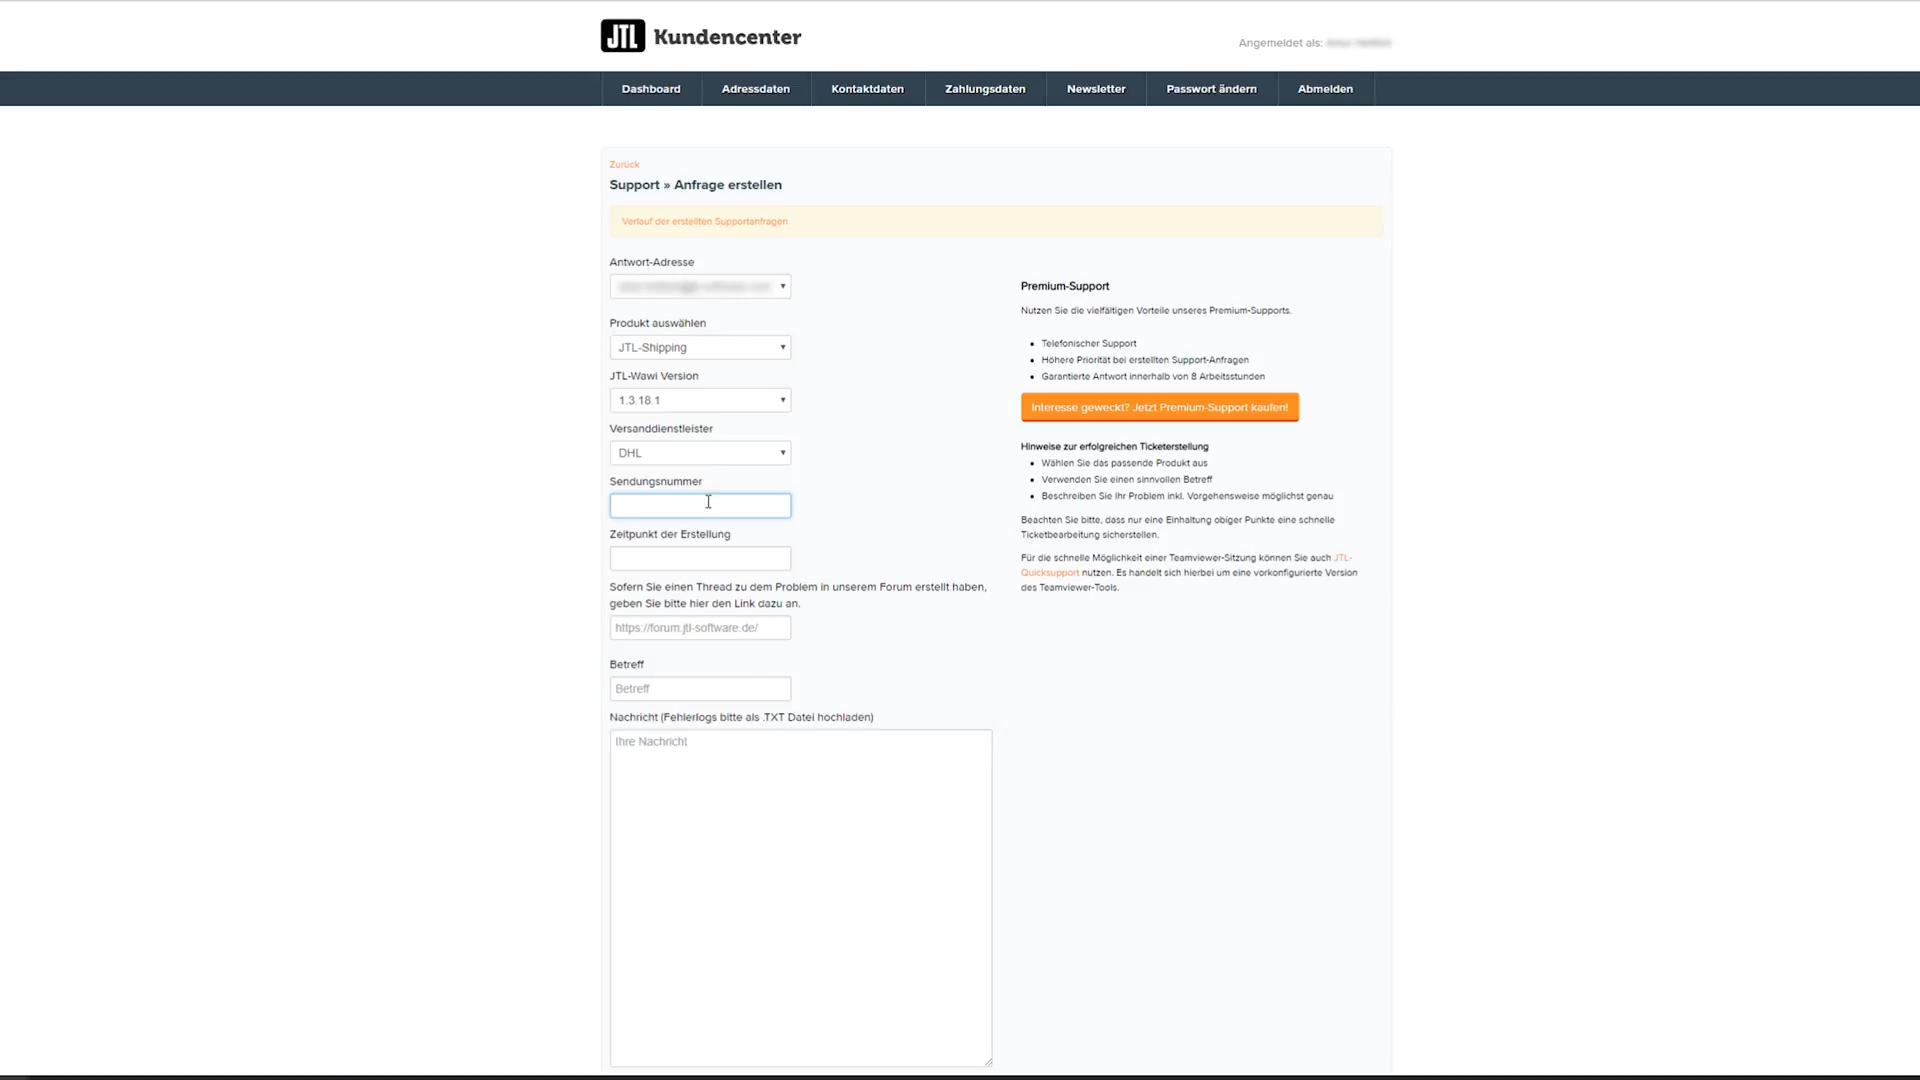 JTL Kundencenter
Angemeldet als:
Dashboard Adressdaten Kontaktdaten Zahlungsdaten Newsletter Passwort ändern Abmelden
Zurück
Support » Anfrage erstellen
Verlauf der erstellten Supportanfragen
Antwort-Adresse
Produkt auswählen
JTL-Shipping
JTL-Wawi Version
1.3.18.1
Versanddienstleister
DHL
Sendungsnummer
Zeitpunkt der Erstellung
Sofern Sie einen Thread zu dem Problem in unserem Forum erstellt haben,
geben Sie bitte hier den Link dazu an.
https://forum.jtl-software.de/
Betreff
Betreff
Nachricht (Fehlerlogs bitte als .TXT Datei hochladen)
Ihre Nachricht
Premium-Support
Nutzen Sie die vielfältigen Vorteile unseres Premium-Supports.
• Telefonischer Support
• Höhere Priorität bei erstellten Support-Anfragen
• Garantierte Antwort innerhalb von 8 Arbeitsstunden
Interesse geweckt? Jetzt Premium-Support kaufen!
Hinweise zur erfolgreichen Ticketerstellung
• Wählen Sie das passende Produkt aus
• Verwenden Sie einen sinnvollen Betreff
• Beschreiben Sie Ihr Problem inkl. Vorgehensweise möglichst genau
Beachten Sie bitte, dass nur eine Einhaltung obiger Punkte eine schnelle
Ticketbearbeitung sicherstellen.
Für die schnelle Möglichkeit einer Teamviewer-Sitzung können Sie auch JTL-
Quicksupport nutzen. Es handelt sich hierbei um eine vorkonfigurierte Version
des Teamviewer-Tools.